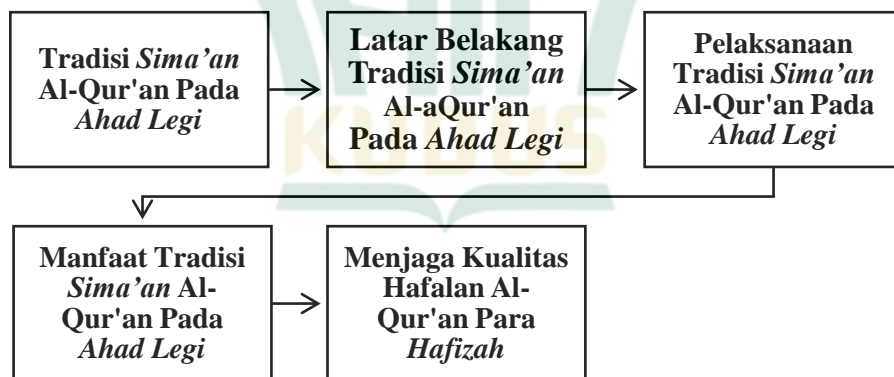 Tradisi Sima’an
Al-Qur'an Pada
Ahad Legi
Latar Belakang
Tradisi Sima’an
Al-aQur'an
Pada Ahad Legi
Pelaksanaan
Tradisi Sima’an
Al-Qur'an Pada
Ahad Legi
KUDUS
Manfaat Tradisi
Sima’an Al-
Qur'an Pada
Ahad Legi
Menjaga Kualitas
Hafalan Al-
Qur'an Para
Hafizah